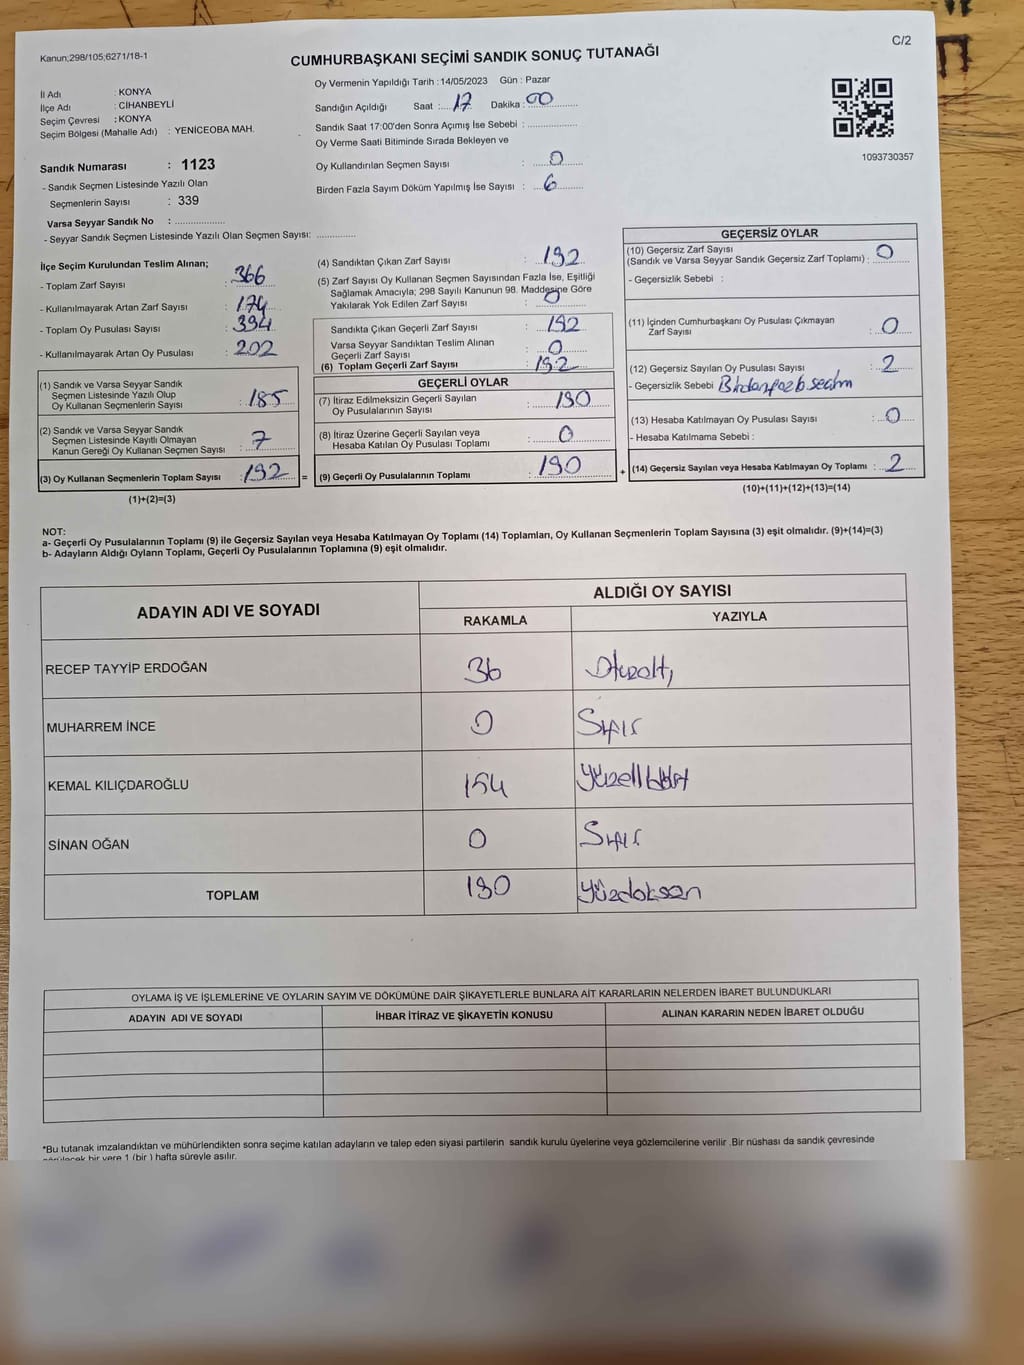 C/2
Kanun;298/105;6271/18-1
CUMHURBAŞKANI SEÇİMİ SANDIK SONUÇ TUTANAĞI
İl Adı : KONYA
İlçe Adı : CİHANBEYLİ
Seçim Çevresi : KONYA
Seçim Bölgesi (Mahalle Adı) : YENİCEOBA MAH.
Sandık Numarası : 1123
- Sandık Seçmen Listesinde Yazılı Olan
Seçmenlerin Sayısı : 339
Varsa Seyyar Sandık No :
- Seyyar Sandık Seçmen Listesinde Yazılı Olan Seçmen Sayısı:
Oy Vermenin Yapıldığı Tarih :14/05/2023 Gün : Pazar
Sandığın Açıldığı Saat : 17 Dakika : 00
Sandık Saat 17:00'den Sonra Açımış İse Sebebi :
Oy Verme Saati Bitiminde Sırada Bekleyen ve
Oy Kullandırılan Seçmen Sayısı : 0
Birden Fazla Sayım Döküm Yapılmış İse Sayısı : 6
1093730357
İlçe Seçim Kurulundan Teslim Alınan;
- Toplam Zarf Sayısı : 366
- Kullanılmayarak Artan Zarf Sayısı : 174
- Toplam Oy Pusulası Sayısı : 394
- Kullanılmayarak Artan Oy Pusulası : 202
(1) Sandık ve Varsa Seyyar Sandık
Seçmen Listesinde Yazılı Olup
Oy Kullanan Seçmenlerin Sayısı : 185
(2) Sandık ve Varsa Seyyar Sandık
Seçmen Listesinde Kayıtlı Olmayan
Kanun Gereği Oy Kullanan Seçmen Sayısı : 7
(3) Oy Kullanan Seçmenlerin Toplam Sayısı : 192 =
(1)+(2)=(3)
(4) Sandıktan Çıkan Zarf Sayısı : 192
(5) Zarf Sayısı Oy Kullanan Seçmen Sayısından Fazla İse, Eşitliği
Sağlamak Amacıyla; 298 Sayılı Kanunun 98. Maddesine Göre
Yakılarak Yok Edilen Zarf Sayısı : 0
Sandıkta Çıkan Geçerli Zarf Sayısı : 192
Varsa Seyyar Sandıktan Teslim Alınan
Geçerli Zarf Sayısı : 0
(6) Toplam Geçerli Zarf Sayısı : 192
GEÇERLİ OYLAR
(7) İtiraz Edilmeksizin Geçerli Sayılan
Oy Pusulalarının Sayısı : 190
(8) İtiraz Üzerine Geçerli Sayılan veya
Hesaba Katılan Oy Pusulası Toplamı : 0
(9) Geçerli Oy Pusulalarının Toplamı : 190 +
GEÇERSİZ OYLAR
(10) Geçersiz Zarf Sayısı
(Sandık ve Varsa Seyyar Sandık Geçersiz Zarf Toplamı) : 0
- Geçersizlik Sebebi :
(11) İçinden Cumhurbaşkanı Oy Pusulası Çıkmayan
Zarf Sayısı : 0
(12) Geçersiz Sayılan Oy Pusulası Sayısı : 2
- Geçersizlik Sebebi
(13) Hesaba Katılmayan Oy Pusulası Sayısı : 0
- Hesaba Katılmama Sebebi :
(14) Geçersiz Sayılan veya Hesaba Katılmayan Oy Toplamı : 2
(10)+(11)+(12)+(13)=(14)
NOT:
a- Geçerli Oy Pusulalarının Toplamı (9) ile Geçersiz Sayılan veya Hesaba Katılmayan Oy Toplamı (14) Toplamları, Oy Kullanan Seçmenlerin Toplam Sayısına (3) eşit olmalıdır. (9)+(14)=(3)
b- Adayların Aldığı Oyların Toplamı, Geçerli Oy Pusulalarının Toplamına (9) eşit olmalıdır.
ADAYIN ADI VE SOYADI
ALDIĞI OY SAYISI
RAKAMLA YAZIYLA
RECEP TAYYİP ERDOĞAN 36 Otuzaltı
MUHARREM İNCE 0 Sıfır
KEMAL KILIÇDAROĞLU 154 Yüzellidört
SİNAN OĞAN 0 Sıfır
TOPLAM 190 Yüzdoksan
OYLAMA İŞ VE İŞLEMLERİNE VE OYLARIN SAYIM VE DÖKÜMÜNE DAİR ŞİKAYETLERLE BUNLARA AİT KARARLARIN NELERDEN İBARET BULUNDUKLARI
ADAYIN ADI VE SOYADI İHBAR İTİRAZ VE ŞİKAYETİN KONUSU ALINAN KARARIN NEDEN İBARET OLDUĞU
*Bu tutanak imzalandıktan ve mühürlendikten sonra seçime katılan adayların ve talep eden siyasi partilerin sandık kurulu üyelerine veya gözlemcilerine verilir .Bir nüshası da sandık çevresinde
görülecek bir yere 1 (bir ) hafta süreyle asılır.